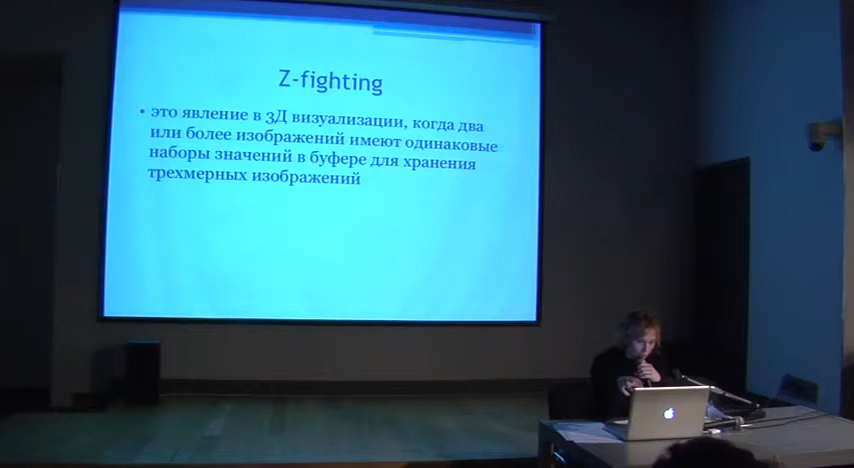 Z-fighting
• это явление в 3Д визуализации, когда два
или более изображений имеют одинаковые
наборы значений в буфере для хранения
трехмерных изображений